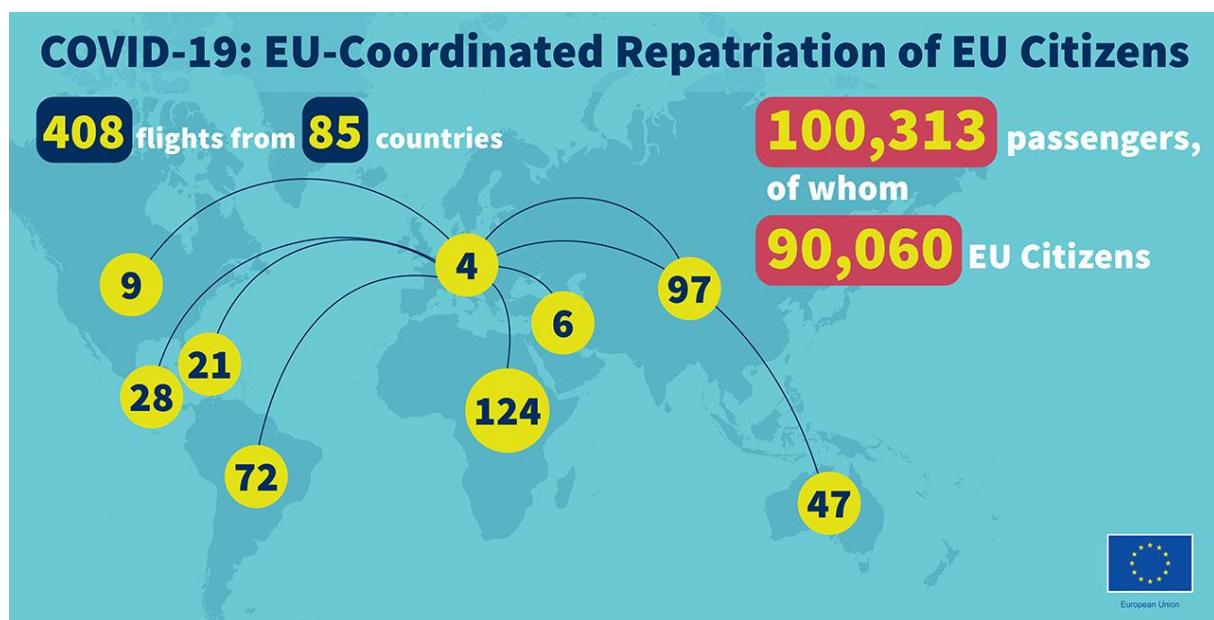 COVID-19: EU-Coordinated Repatriation of EU Citizens
408 flights from 85 countries
100,313 passengers,
of whom
90,060 EU Citizens
9
4
97
6
21
28
124
72
47
European Union